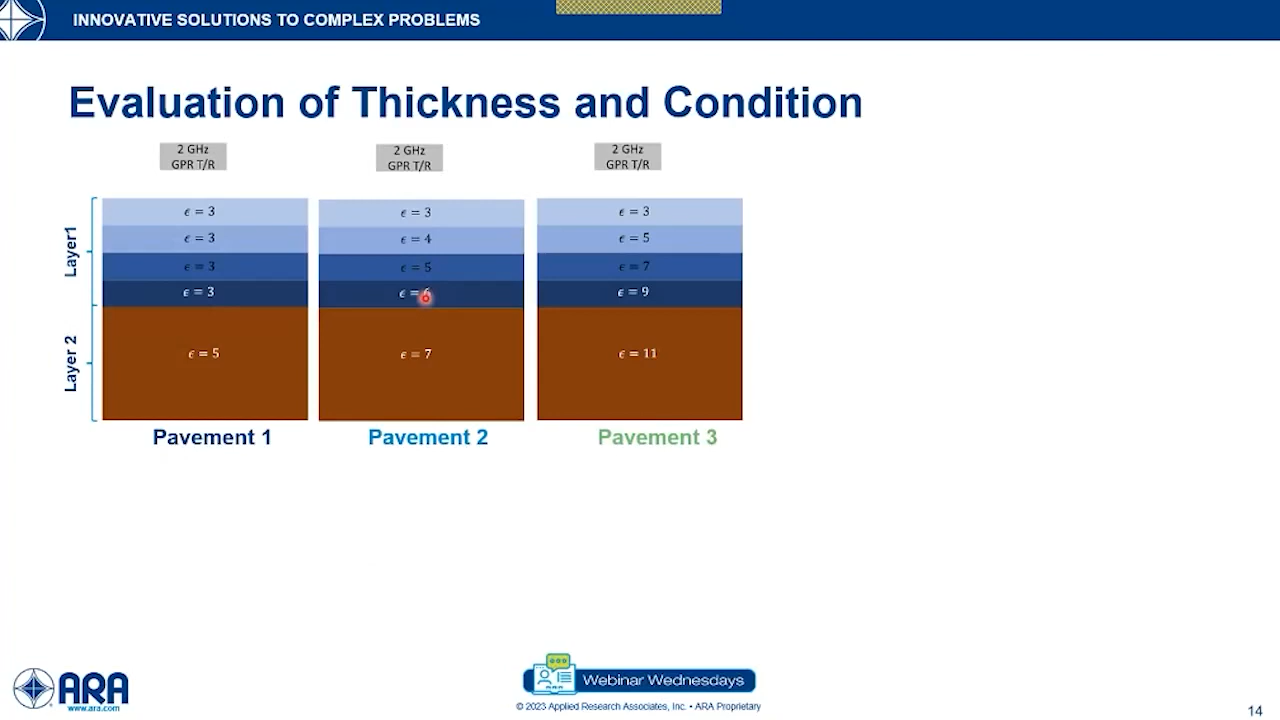 INNOVATIVE SOLUTIONS TO COMPLEX PROBLEMS
Evaluation of Thickness and Condition
2 GHz
GPR T/R
2 GHz
GPR T/R
2 GHz
GPR T/R
Layer1
Layer 2
ϵ = 3
ϵ = 3
ϵ = 3
ϵ = 3
ϵ = 5
Pavement 1
ϵ = 3
ϵ = 4
ϵ = 5
ϵ = 6
ϵ = 7
Pavement 2
ϵ = 3
ϵ = 5
ϵ = 7
ϵ = 9
ϵ = 11
Pavement 3
ARA
www.ara.com
ARA
Webinar Wednesdays
© 2023 Applied Research Associates, Inc. • ARA Proprietary
14